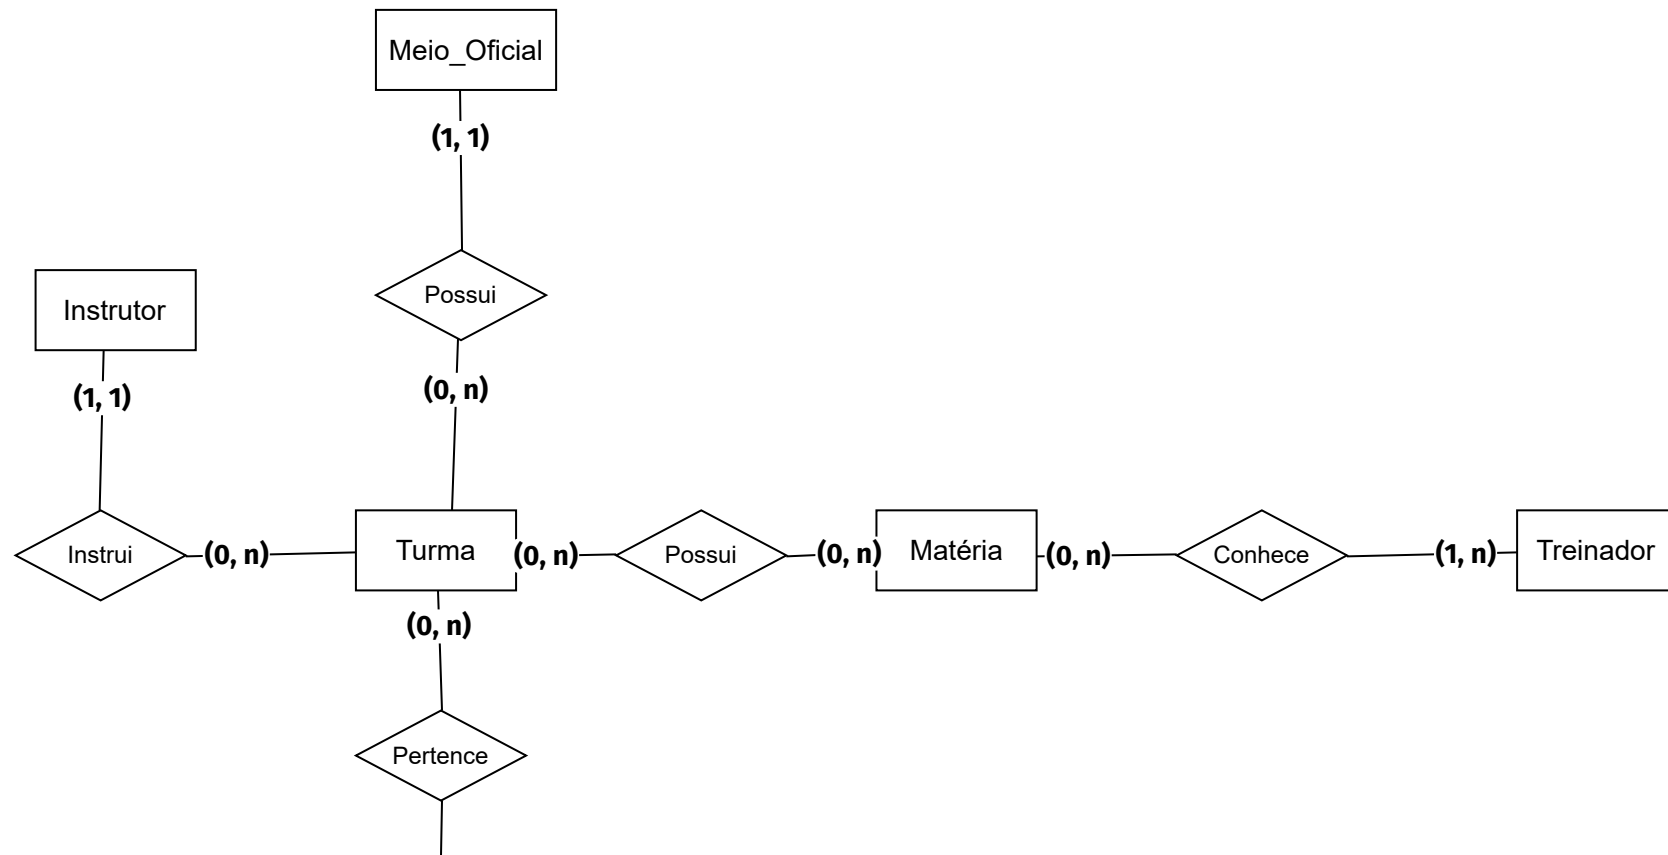 Meio_Oficial
(1, 1)
Possui
Instrutor
(1, 1)
(0, n)
Instrui
(0, n)
Turma
(0, n)
Possui
(0, n)
Matéria
(0, n)
Conhece
(1, n)
Treinador
(0, n)
Pertence